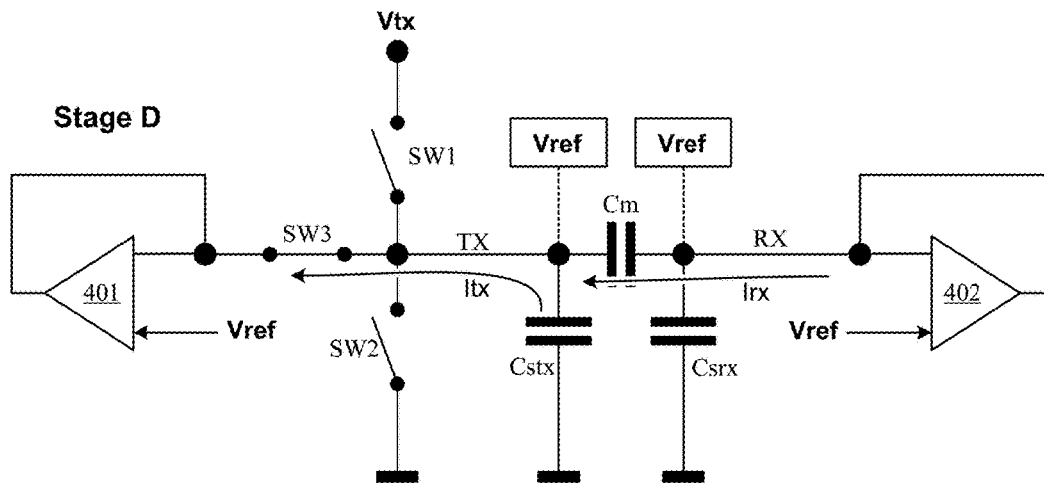 Vtx
Stage D
Vref
Vref
SW1
Cm
SW3
TX
RX
401
Itx
Irx
402
Vref
Vref
SW2
Cstx
Csrx